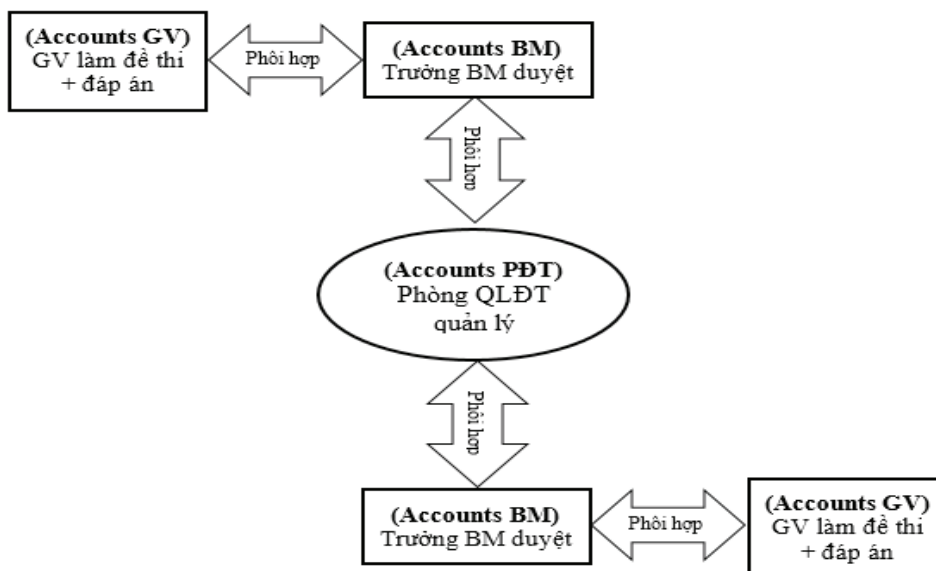 (Accounts GV)
GV làm đề thi
+ đáp án
Phối hợp
(Accounts BM)
Trưởng BM duyệt
Phối hợp
(Accounts PĐT)
Phòng QLĐT
quản lý
Phối hợp
(Accounts BM)
Trưởng BM duyệt
Phối hợp
(Accounts GV)
GV làm đề thi
+ đáp án